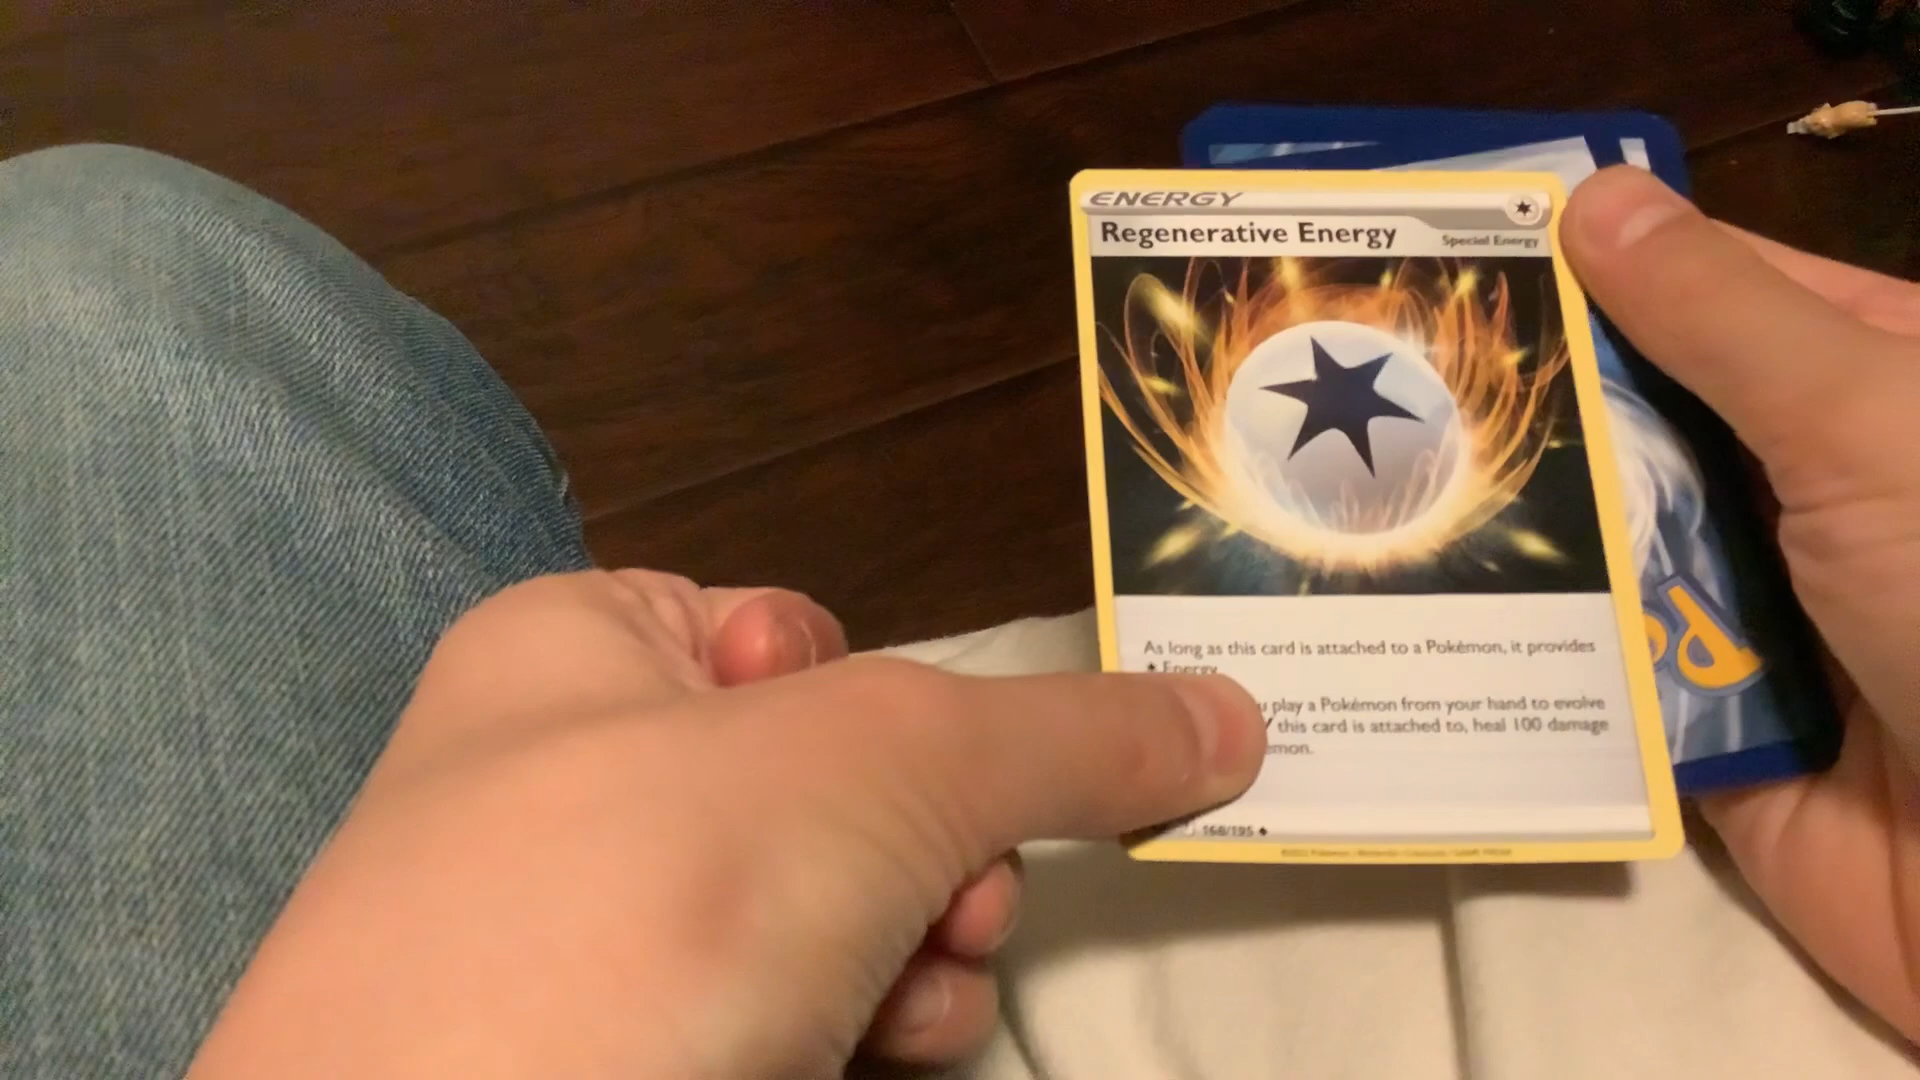 ENERGY
Regenerative Energy
Special Energy
As long as this card is attached to a Pokémon, it provides
Energy.
play a Pokémon from your hand to evolve
this card is attached to, heal 100 damage
168/195
Po